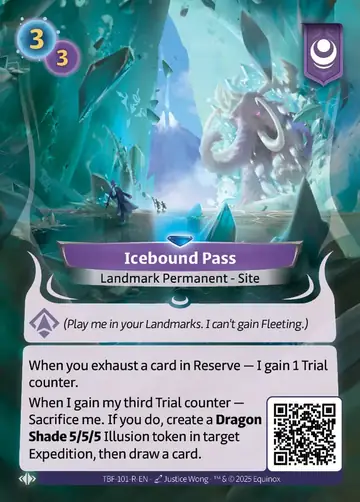 3
3
Icebound Pass
Landmark Permanent - Site
(Play me in your Landmarks. I can't gain Fleeting.)
When you exhaust a card in Reserve — I gain 1 Trial
counter.
When I gain my third Trial counter —
Sacrifice me. If you do, create a Dragon
Shade 5/5/5 Illusion token in target
Expedition, then draw a card.
TBF-101-R-EN - Justice Wong - ™ & © 2025 Equinox